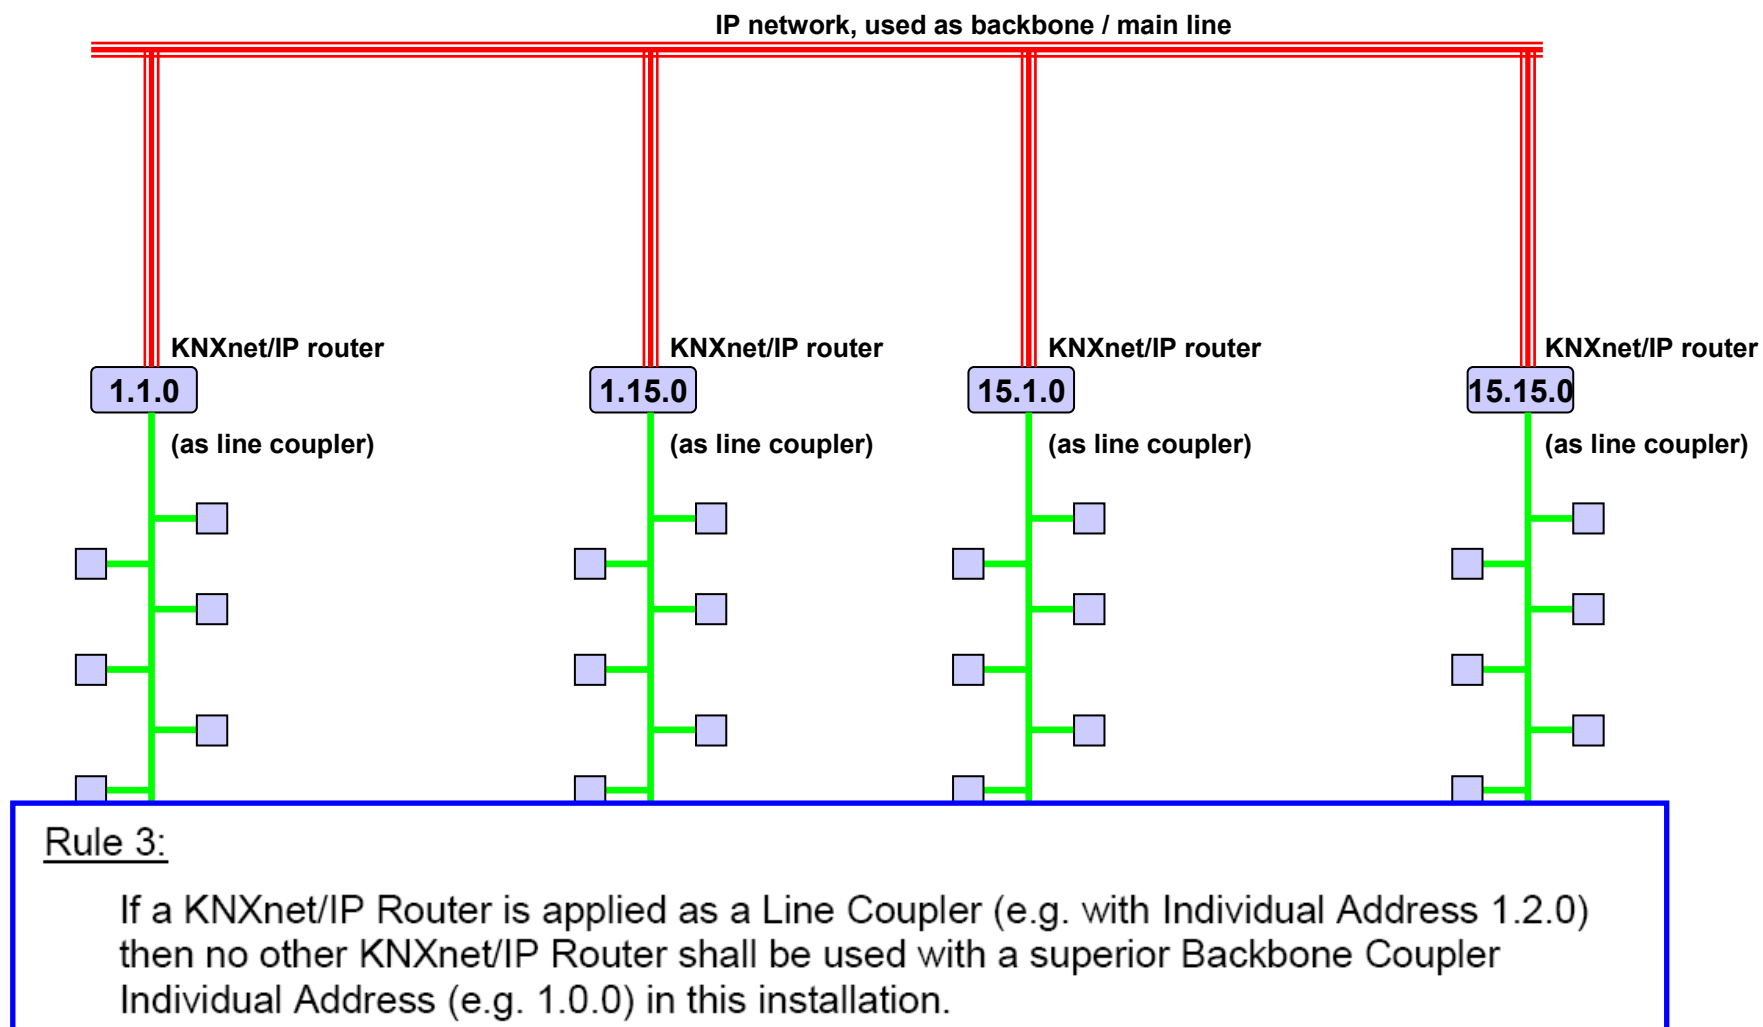 IP network, used as backbone / main line
KNXnet/IP router
KNXnet/IP router
KNXnet/IP router
KNXnet/IP router
1.1.0
1.15.0
15.1.0
15.15.0
(as line coupler)
(as line coupler)
(as line coupler)
(as line coupler)
Rule 3:
If a KNXnet/IP Router is applied as a Line Coupler (e.g. with Individual Address 1.2.0)
then no other KNXnet/IP Router shall be used with a superior Backbone Coupler
Individual Address (e.g. 1.0.0) in this installation.